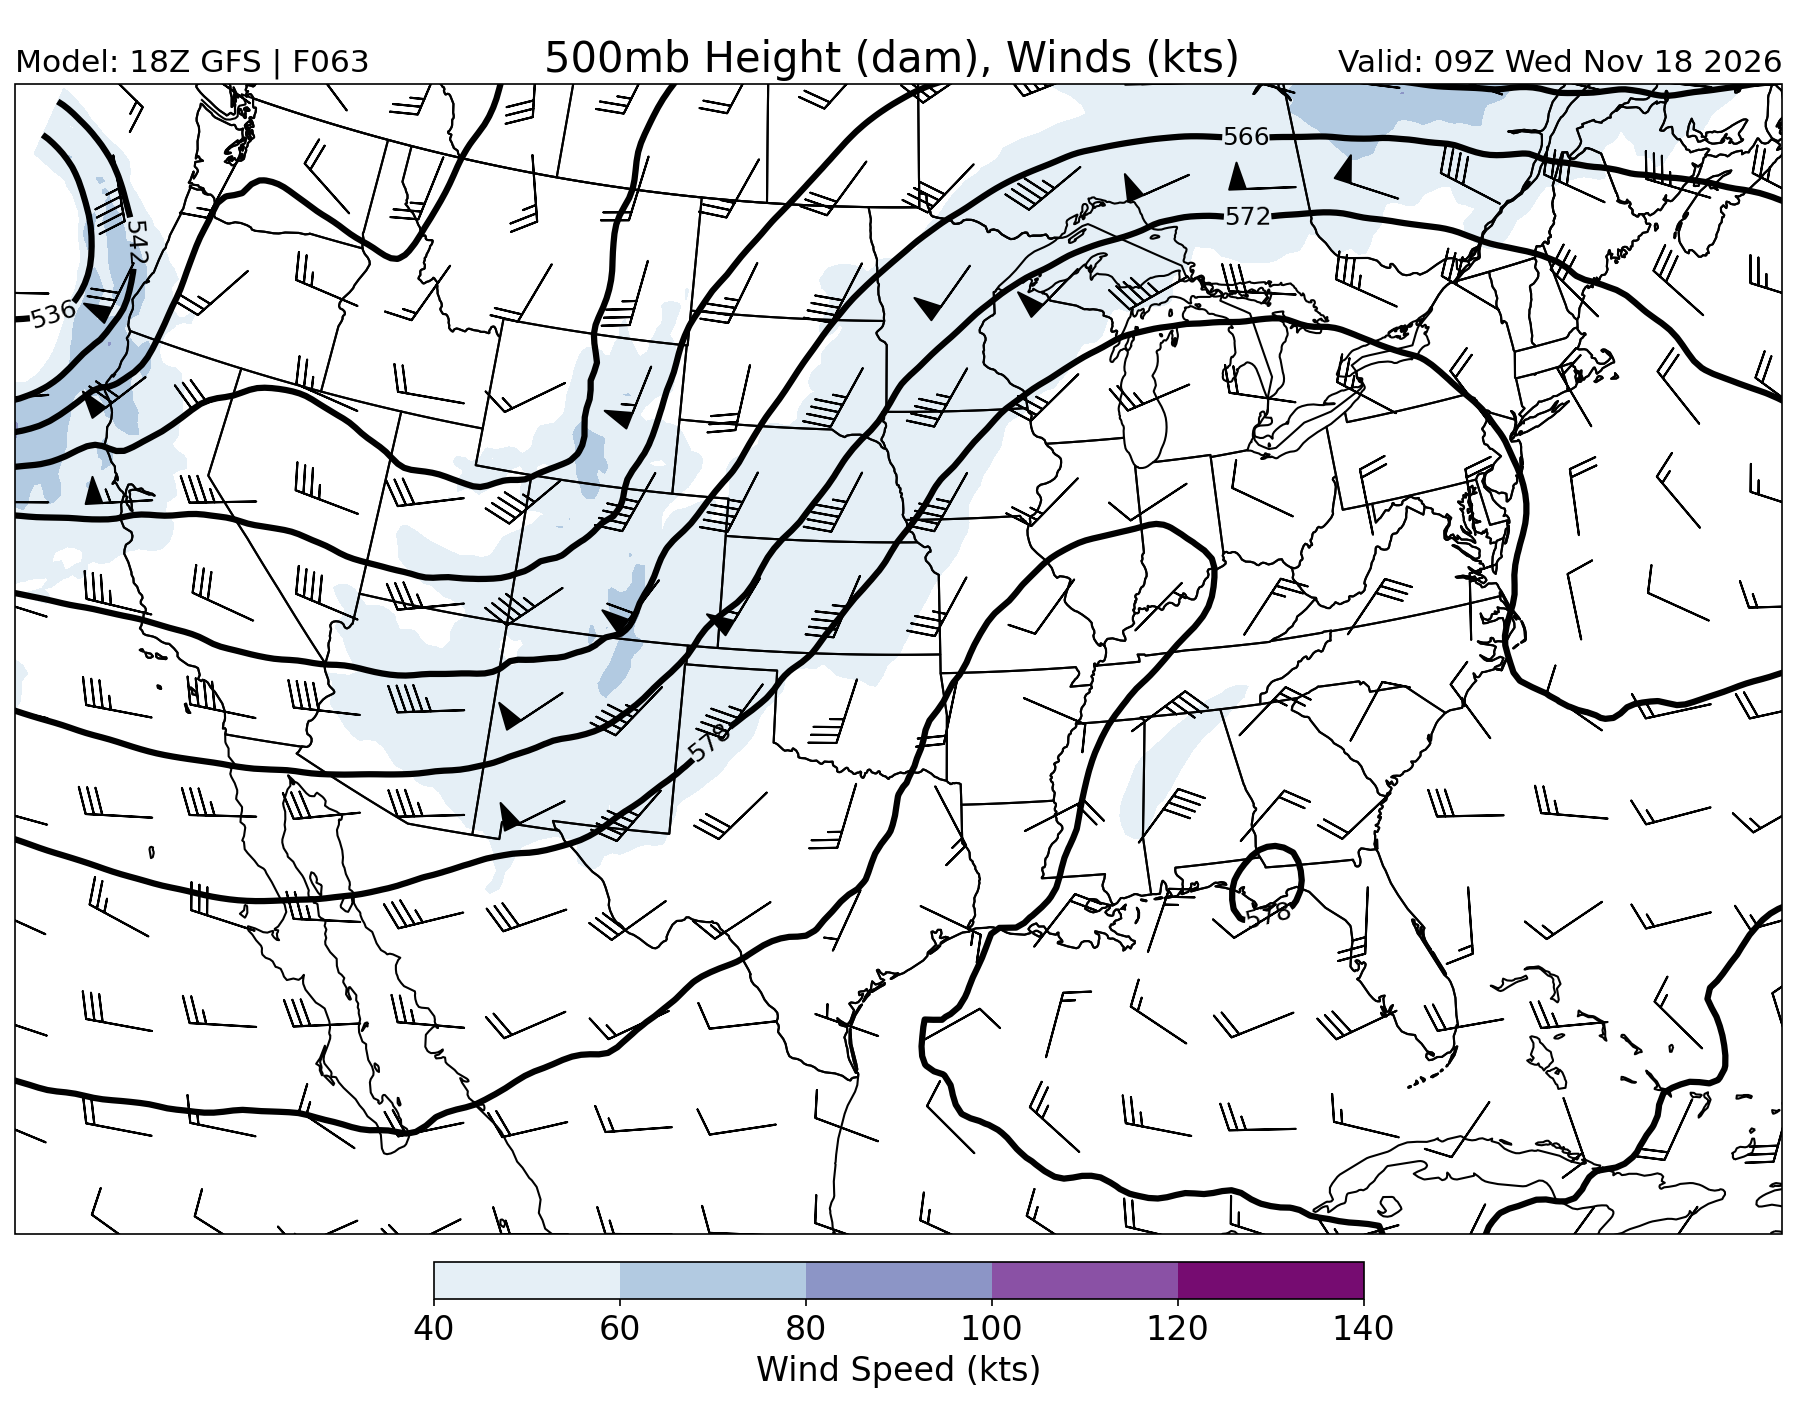 Model: 18Z GFS | F063
500mb Height (dam), Winds (kts)
Valid: 09Z Wed Nov 18 2026
566
572
542
536
578
578
40 60 80 100 120 140
Wind Speed (kts)